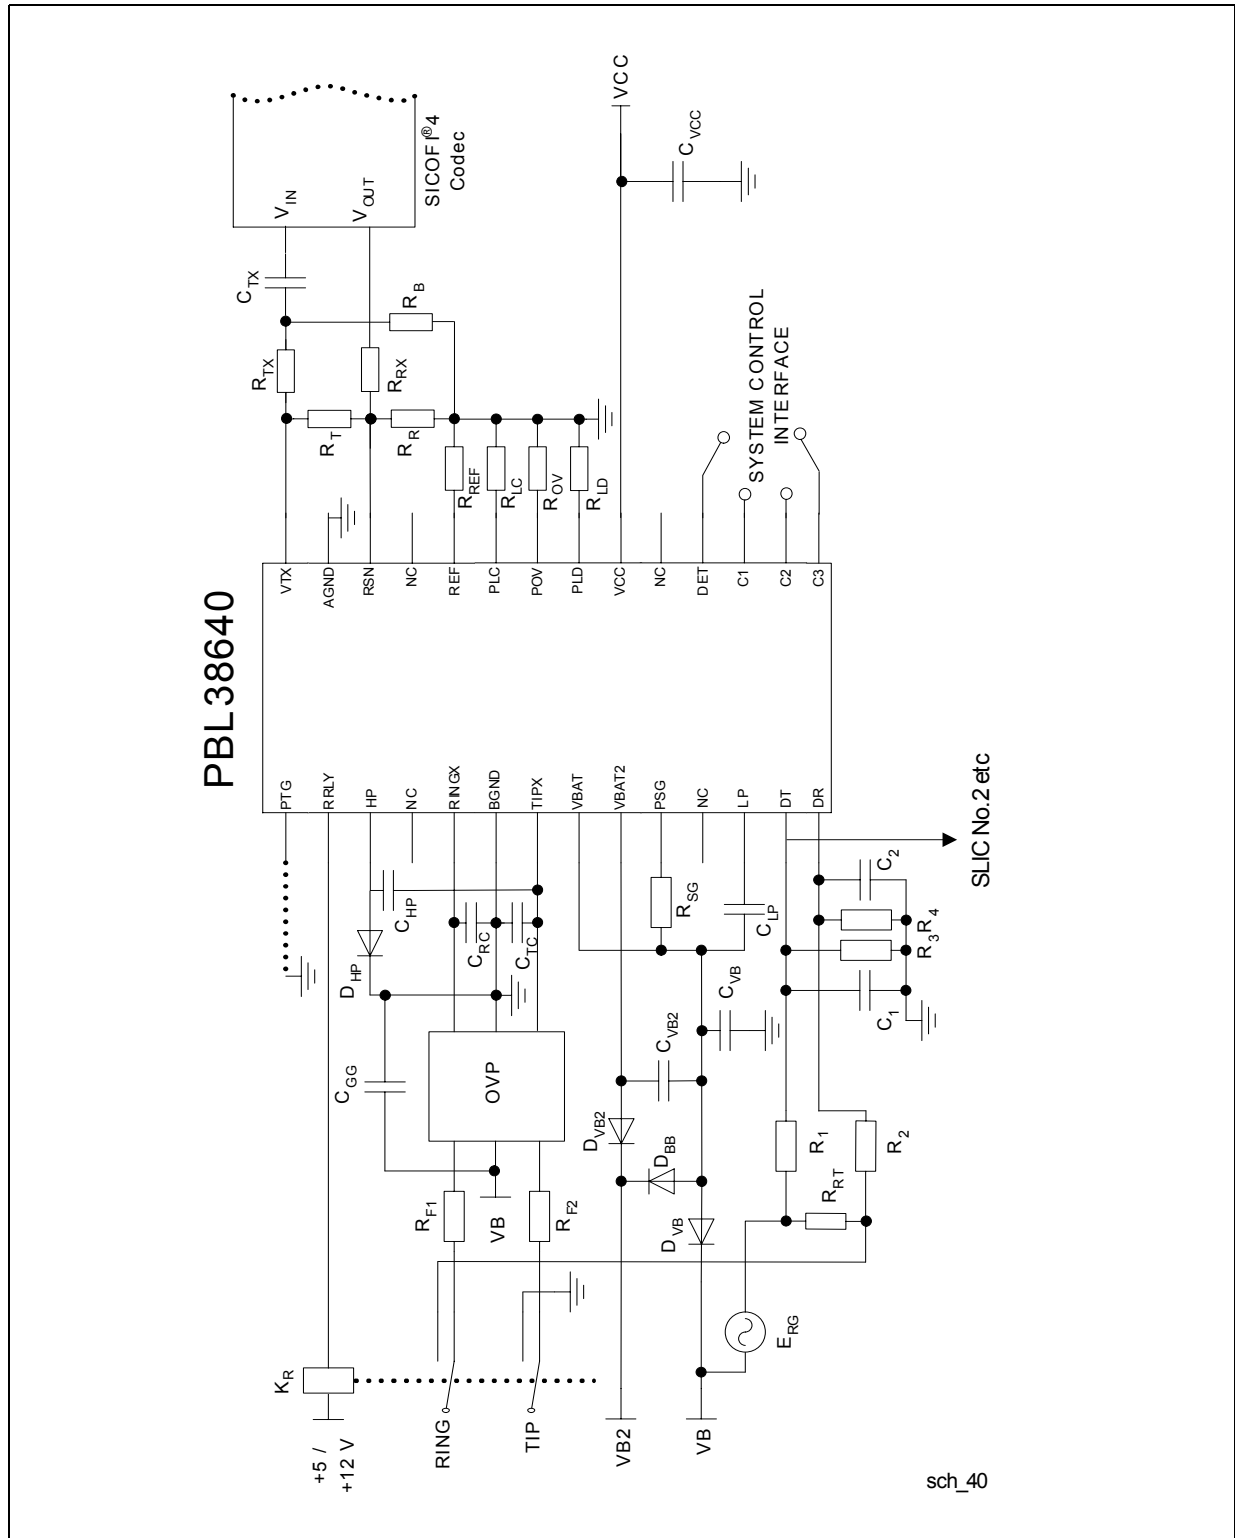 PBL38640
SICOFI®4
Codec
VIN
VOUT
CTX
RTX
RB
RRX
RT
RR
RREF
RLC
ROV
RLD
VCC
CVCC
SYSTEM CONTROL
INTERFACE
VTX
AGND
RSN
NC
REF
PLC
POV
PLD
VCC
NC
DET
C1
C2
C3
PTG
RRLY
HP
NC
RINGX
BGND
TIPX
VBAT
VBAT2
PSG
NC
LP
DT
DR
SLIC No.2 etc
DHP
CHP
CRC
CTC
RSG
CLP
CGG
OVP
CVB2
CVB
C1
R3
R4
C2
RF1
VB
RF2
DVB2
DBB
DVB
R1
RRT
R2
ERG
KR
+5 /
+12 V
RING
TIP
VB2
VB
sch_40